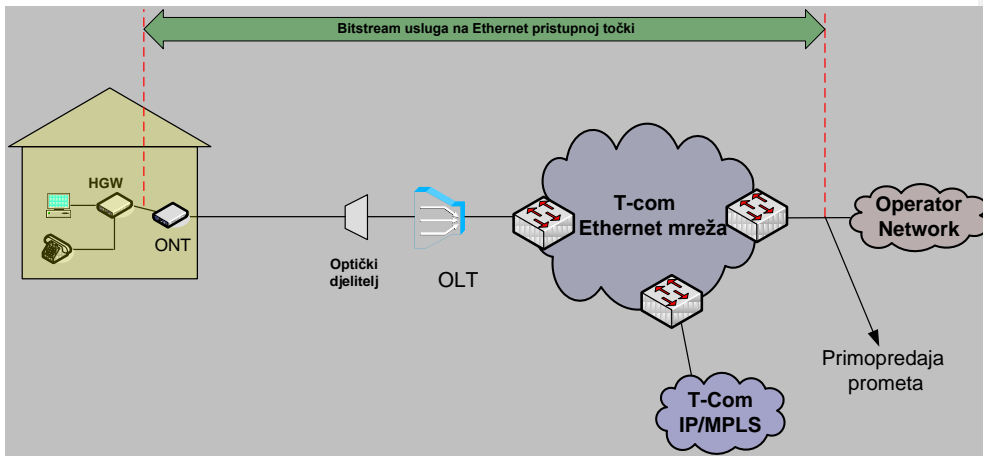 Bitstream usluga na Ethernet pristupnoj točki
HGW
ONT
Optički
djelitelj
OLT
T-com
Ethernet mreža
Operator
Network
Primopredaja
prometa
T-Com
IP/MPLS